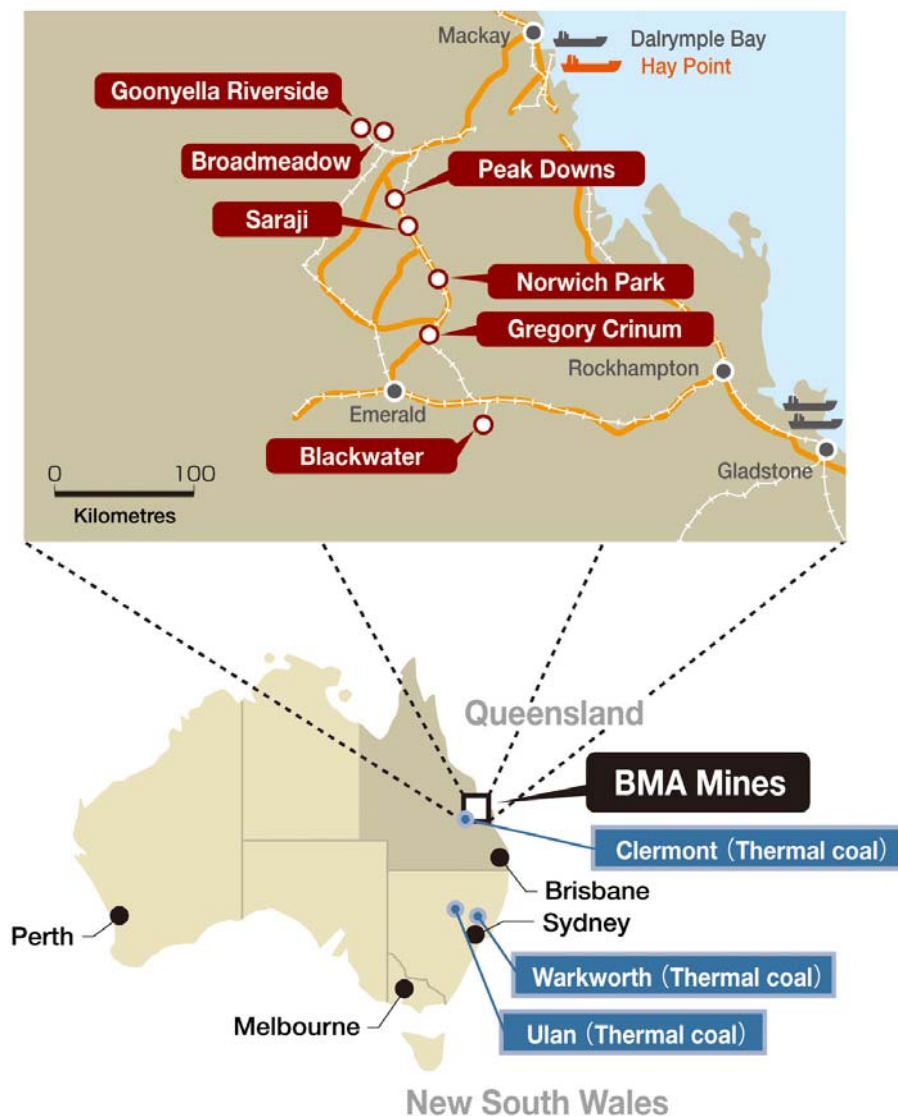 Mackay
Dalrymple Bay
Hay Point
Goonyella Riverside
Broadmeadow
Peak Downs
Saraji
Norwich Park
Gregory Crinum
Rockhampton
Emerald
Blackwater
Gladstone
0 100
Kilometres
Queensland
BMA Mines
Clermont (Thermal coal)
Brisbane
Sydney
Perth
Warkworth (Thermal coal)
Melbourne
Ulan (Thermal coal)
New South Wales